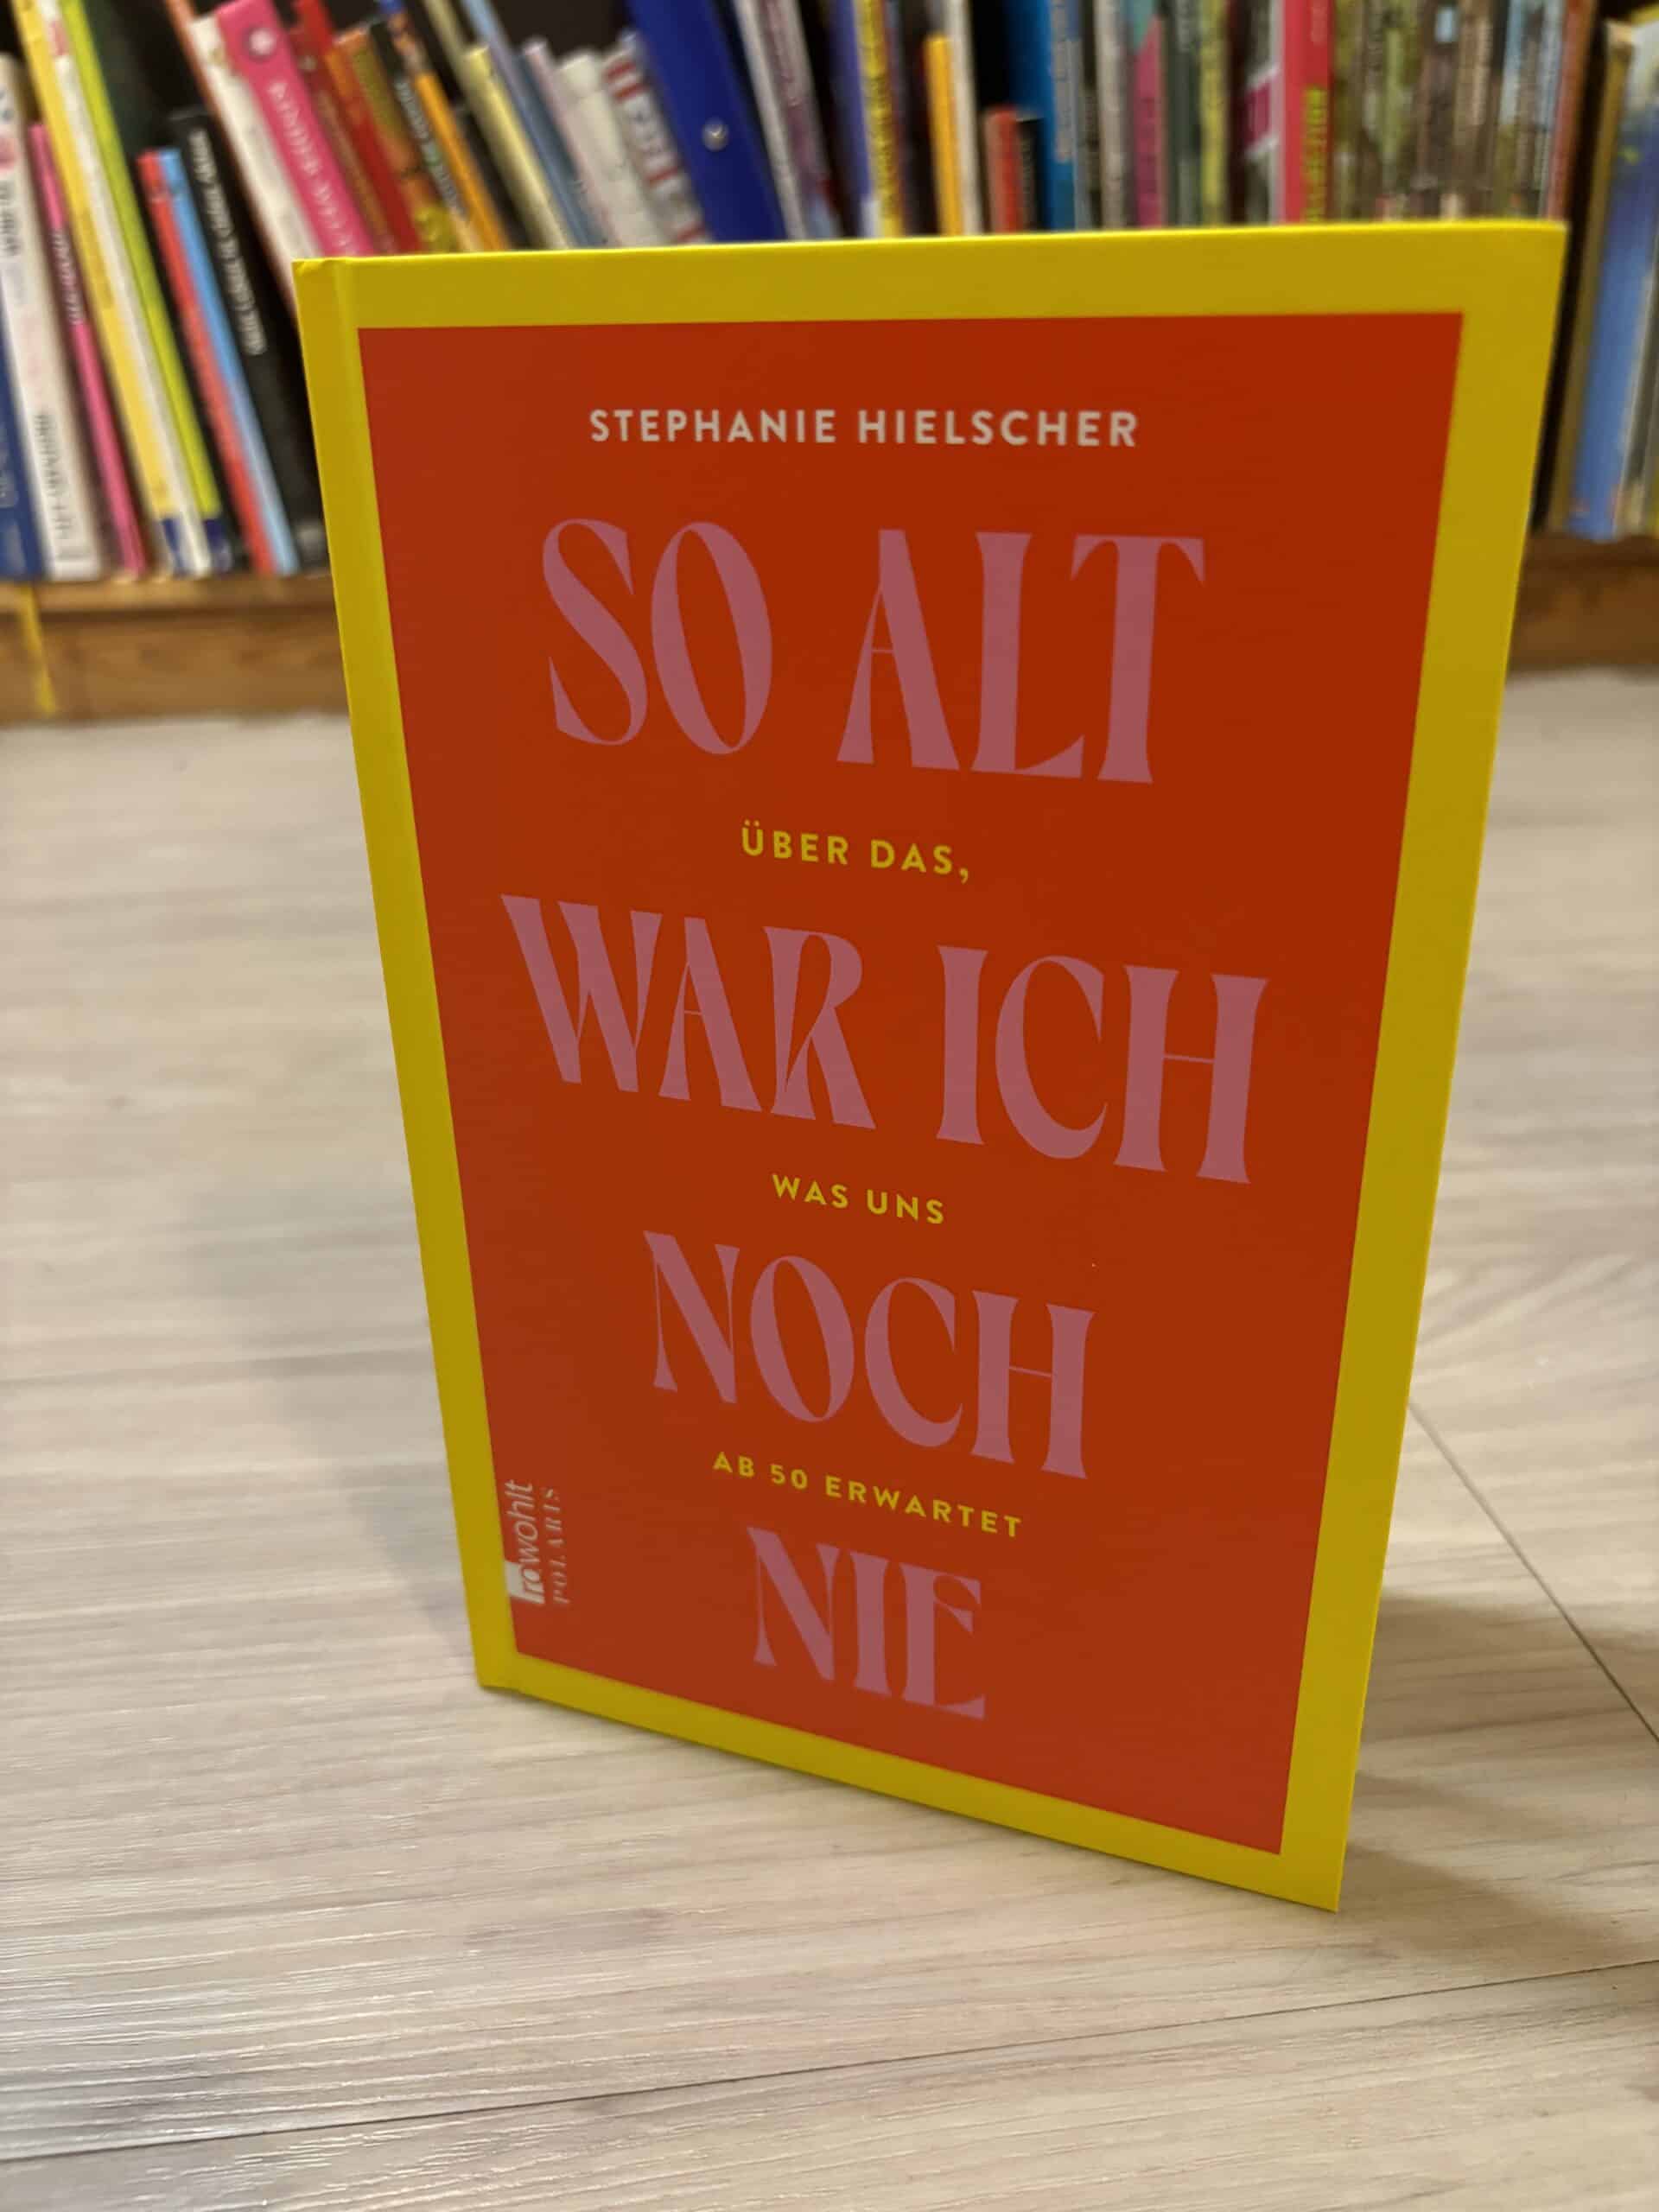 STEPHANIE HIELSCHER
SO ALT
ÜBER DAS,
WAR ICH
WAS UNS
NOCH
AB 50 ERWARTET
NIE
rowohlt
POLARIS